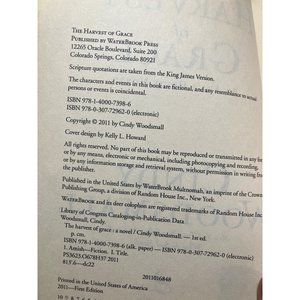 THE HARVEST OF GRACE
PUBLISHED BY WATERBROOK PRESS
12265 Oracle Boulevard, Suite 200
Colorado Springs, Colorado 80921
Scripture quotations are taken from the King James Version.
The characters and events in this book are fictional, and any resemblance to actual
persons or events is coincidental.
ISBN 978-1-4000-7398-6
ISBN 978-0-307-72962-0 (electronic)
Copyright © 2011 by Cindy Woodsmall
Cover design by Kelly L. Howard
All rights reserved. No part of this book may be reproduced or transmitted in any
or by any means, electronic or mechanical, including photocopying and recording,
or by any information storage and retrieval system, without permission in writing
the publisher.
Published in the United States by WaterBrook Multnomah, an imprint of the Crown
Publishing Group, a division of Random House Inc., New York.
WATERBROOK and its deer colophon are registered trademarks of Random House Inc.
Library of Congress Cataloging-in-Publication Data
Woodsmall, Cindy.
The harvest of grace : a novel / Cindy Woodsmall. — 1st ed.
p. cm.
ISBN 978-1-4000-7398-6 (alk. paper) — ISBN 978-0-307-72962-0 (electronic)
1. Amish—Fiction. I. Title.
PS3623.O678H37 2011
813'.6—dc22
2011016848
Printed in the United States of America
2011—First Edition
10 9 8 7 6